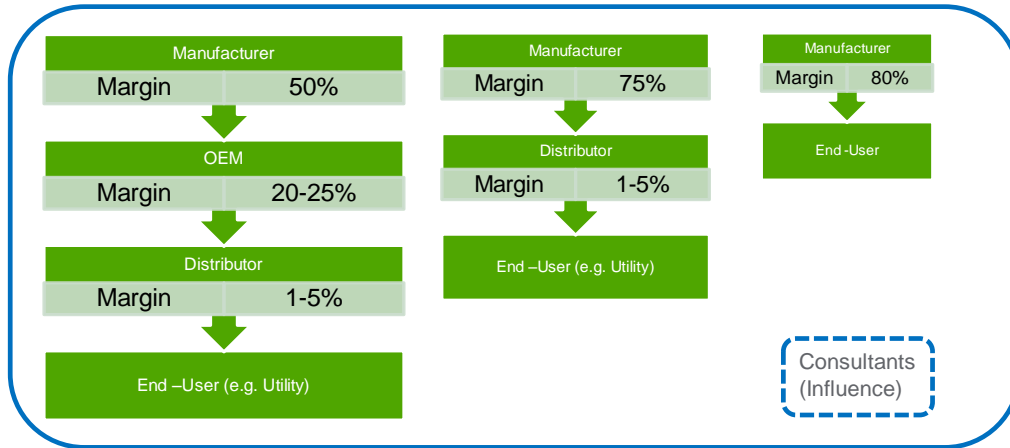 Manufacturer
Margin 50%
OEM
Margin 20-25%
Distributor
Margin 1-5%
End –User (e.g. Utility)
Manufacturer
Margin 75%
Distributor
Margin 1-5%
End –User (e.g. Utility)
Manufacturer
Margin 80%
End -User
Consultants
(Influence)